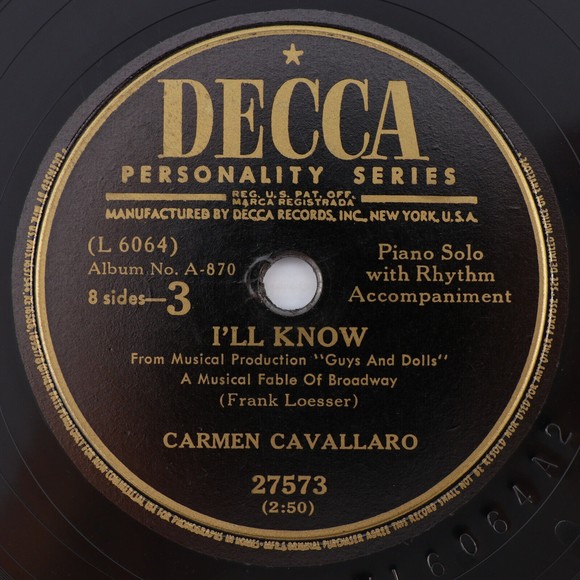 ★
DECCA
PERSONALITY SERIES
REG. U.S. PAT. OFF.
MARCA REGISTRADA
MANUFACTURED BY DECCA RECORDS, INC., NEW YORK, U.S.A.
(L 6064)
Album No. A-870
8 sides—3
Piano Solo
with Rhythm
Accompaniment
I'LL KNOW
From Musical Production "Guys And Dolls"
A Musical Fable Of Broadway
(Frank Loesser)
CARMEN CAVALLARO
27573
(2:50)
L 6064 A2